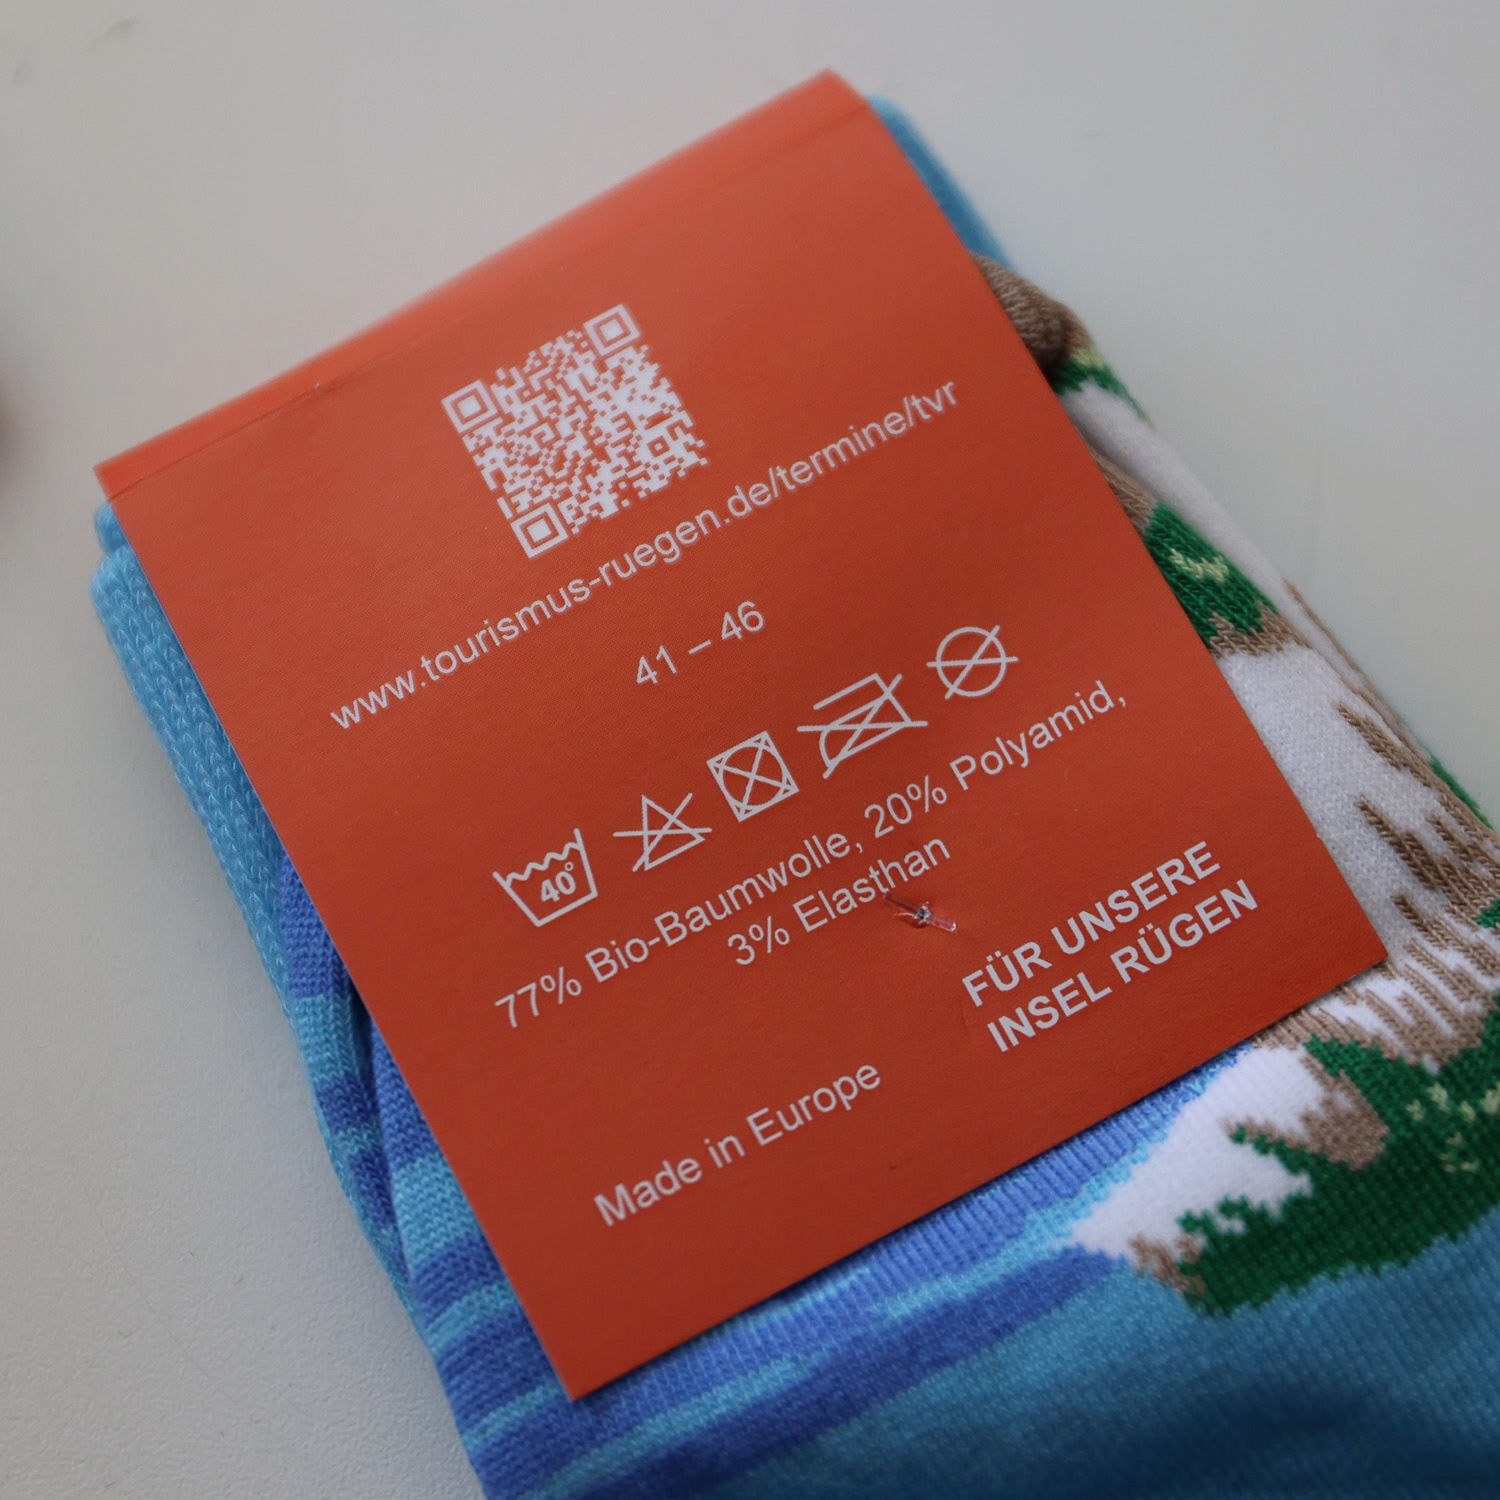 www.tourismus-ruegen.de/termine/tvr
41 – 46
40°
77% Bio-Baumwolle, 20% Polyamid,
3% Elasthan
FÜR UNSERE
INSEL RÜGEN
Made in Europe